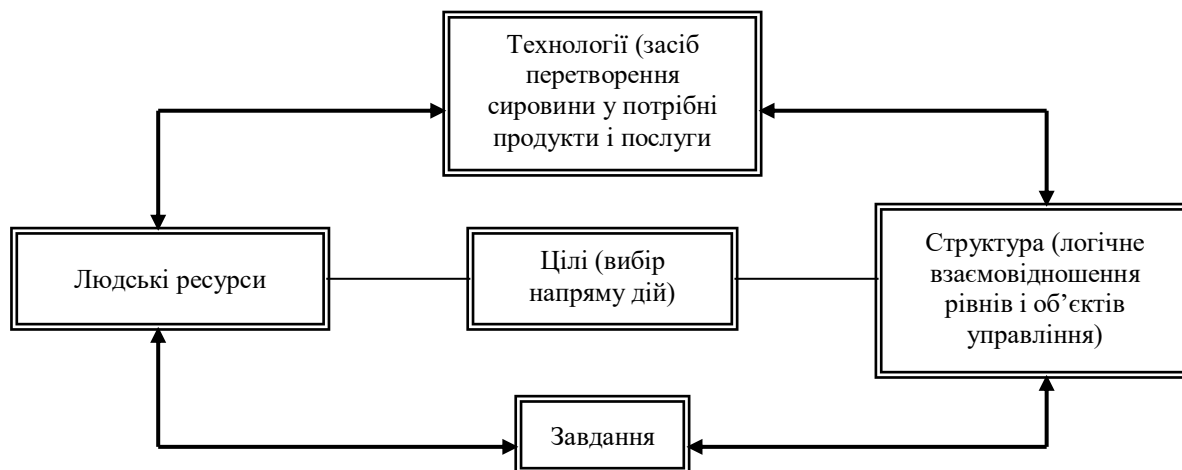 Технології (засіб
перетворення
сировини у потрібні
продукти і послуги
Людські ресурси
Цілі (вибір
напряму дій)
Структура (логічне
взаємовідношення
рівнів і об’єктів
управління)
Завдання